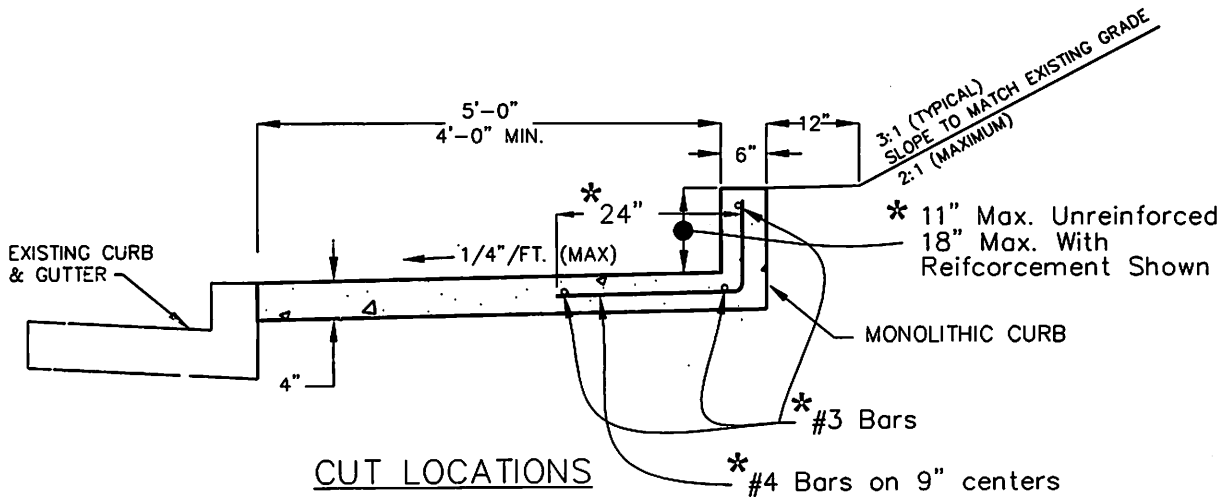 5'-0"
4'-0" MIN.
12"
6"
3:1 (TYPICAL)
SLOPE TO MATCH EXISTING GRADE
2:1 (MAXIMUM)
* 24"
* 11" Max. Unreinforced
18" Max. With
Reifcorcement Shown
EXISTING CURB
& GUTTER
1/4"/FT. (MAX)
MONOLITHIC CURB
4"
* #3 Bars
CUT LOCATIONS
* #4 Bars on 9" centers